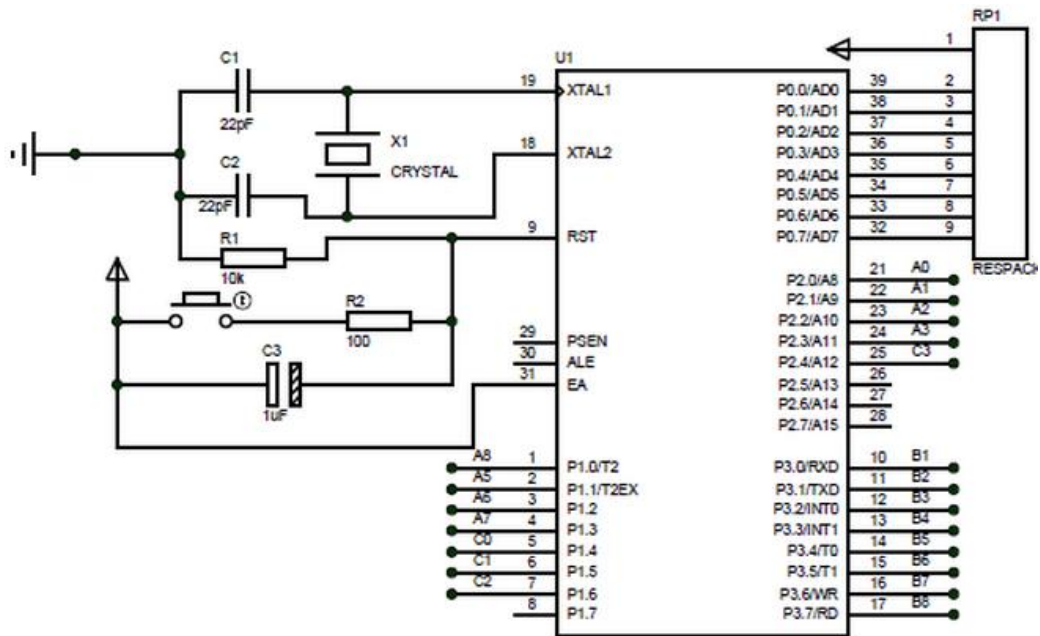 RP1
1
C1
U1
19
XTAL1
P0.0/AD0
39
2
22pF
P0.1/AD1
38
3
P0.2/AD2
37
4
X1
18
XTAL2
P0.3/AD3
36
5
C2
CRYSTAL
P0.4/AD4
35
6
22pF
P0.5/AD5
34
7
P0.6/AD6
33
8
R1
9
RST
P0.7/AD7
32
9
10k
RESPACK
P2.0/A8
21
A0
P2.1/A9
22
A1
R2
P2.2/A10
23
A2
100
29
PSEN
P2.3/A11
24
A3
C3
30
ALE
P2.4/A12
25
C3
31
EA
P2.5/A13
26
1uF
P2.6/A14
27
P2.7/A15
28
A8
1
P1.0/T2
P3.0/RXD
10
B1
A5
2
P1.1/T2EX
P3.1/TXD
11
B2
A6
3
P1.2
P3.2/INT0
12
B3
A7
4
P1.3
P3.3/INT1
13
B4
C0
5
P1.4
P3.4/T0
14
B5
C1
6
P1.5
P3.5/T1
15
B6
C2
7
P1.6
P3.6/WR
16
B7
8
P1.7
P3.7/RD
17
B8